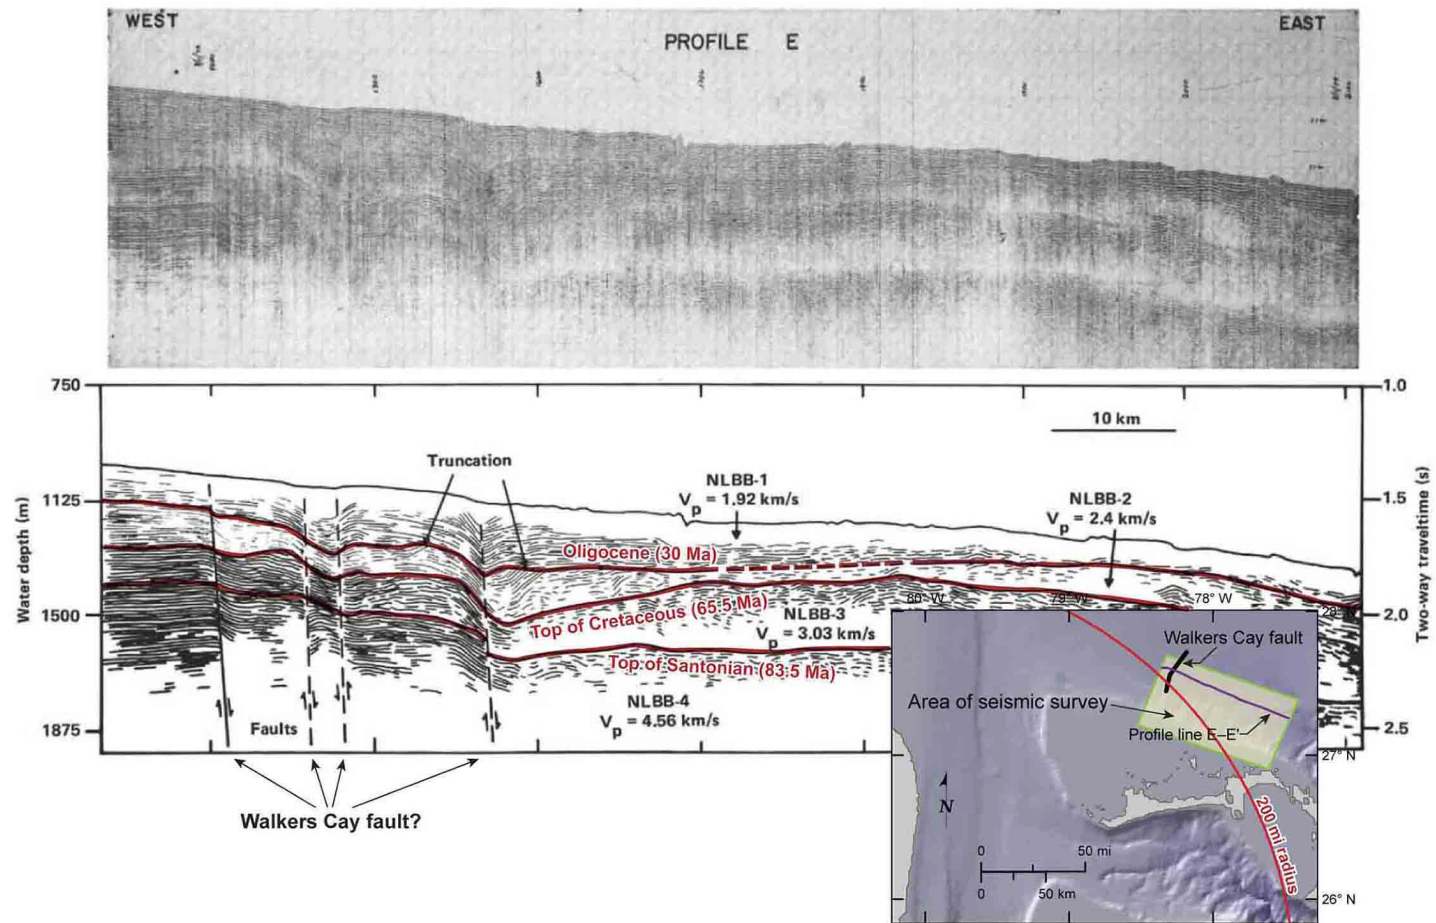 WEST
EAST
PROFILE E
750
1.0
10 km
Truncation
NLBB-1
Vp = 1.92 km/s
NLBB-2
Vp = 2.4 km/s
1125
1.5
Oligocene (30 Ma)
Water depth (m)
Two-way traveltime (s)
1500
2.0
Top of Cretaceous (65.5 Ma)
NLBB-3
Vp = 3.03 km/s
Top of Santonian (83.5 Ma)
NLBB-4
Vp = 4.56 km/s
1875
2.5
Faults
Walkers Cay fault?
80° W
79° W
78° W
28° N
Walkers Cay fault
Area of seismic survey
Profile line E–E'
27° N
N
200 mi radius
0
50 mi
0
50 km
26° N